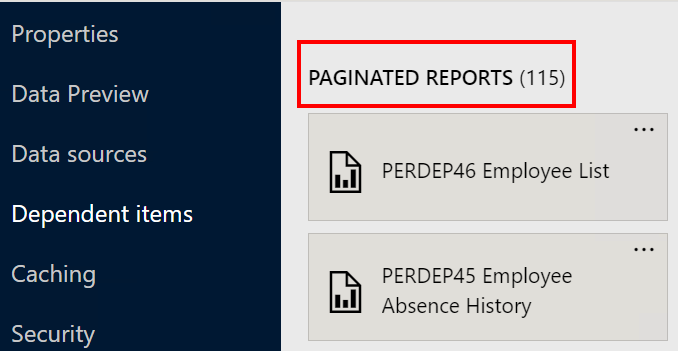 Properties
Data Preview
Data sources
Dependent items
Caching
Security
PAGINATED REPORTS (115)
PERDEP46 Employee List
PERDEP45 Employee
Absence History